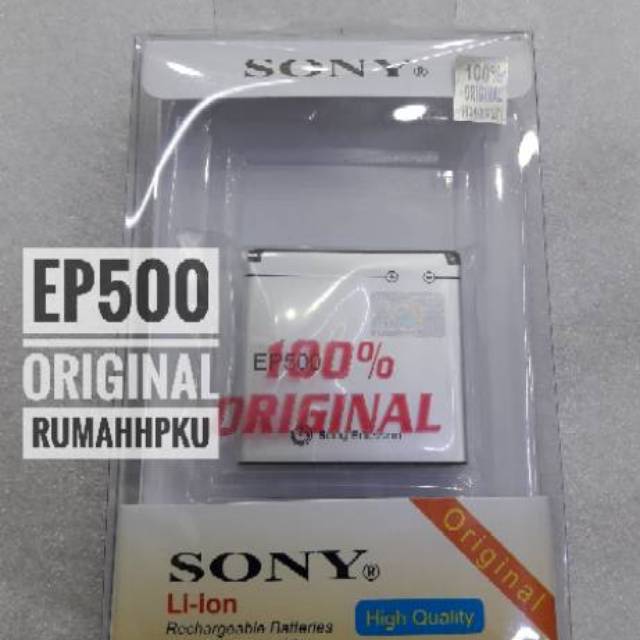 SONY®
100%
ORIGINAL
EP500
ORIGINAL
RUMAHHPKU
EP500
100%
ORIGINAL
Sony Ericsson
Original
SONY®
Li-ion
High Quality
Rechargeable Batteries